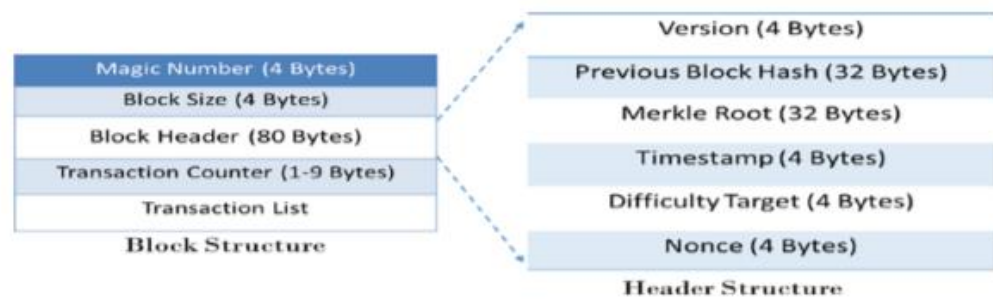 Magic Number (4 Bytes)
Block Size (4 Bytes)
Block Header (80 Bytes)
Transaction Counter (1-9 Bytes)
Transaction List
Block Structure
Version (4 Bytes)
Previous Block Hash (32 Bytes)
Merkle Root (32 Bytes)
Timestamp (4 Bytes)
Difficulty Target (4 Bytes)
Nonce (4 Bytes)
Header Structure